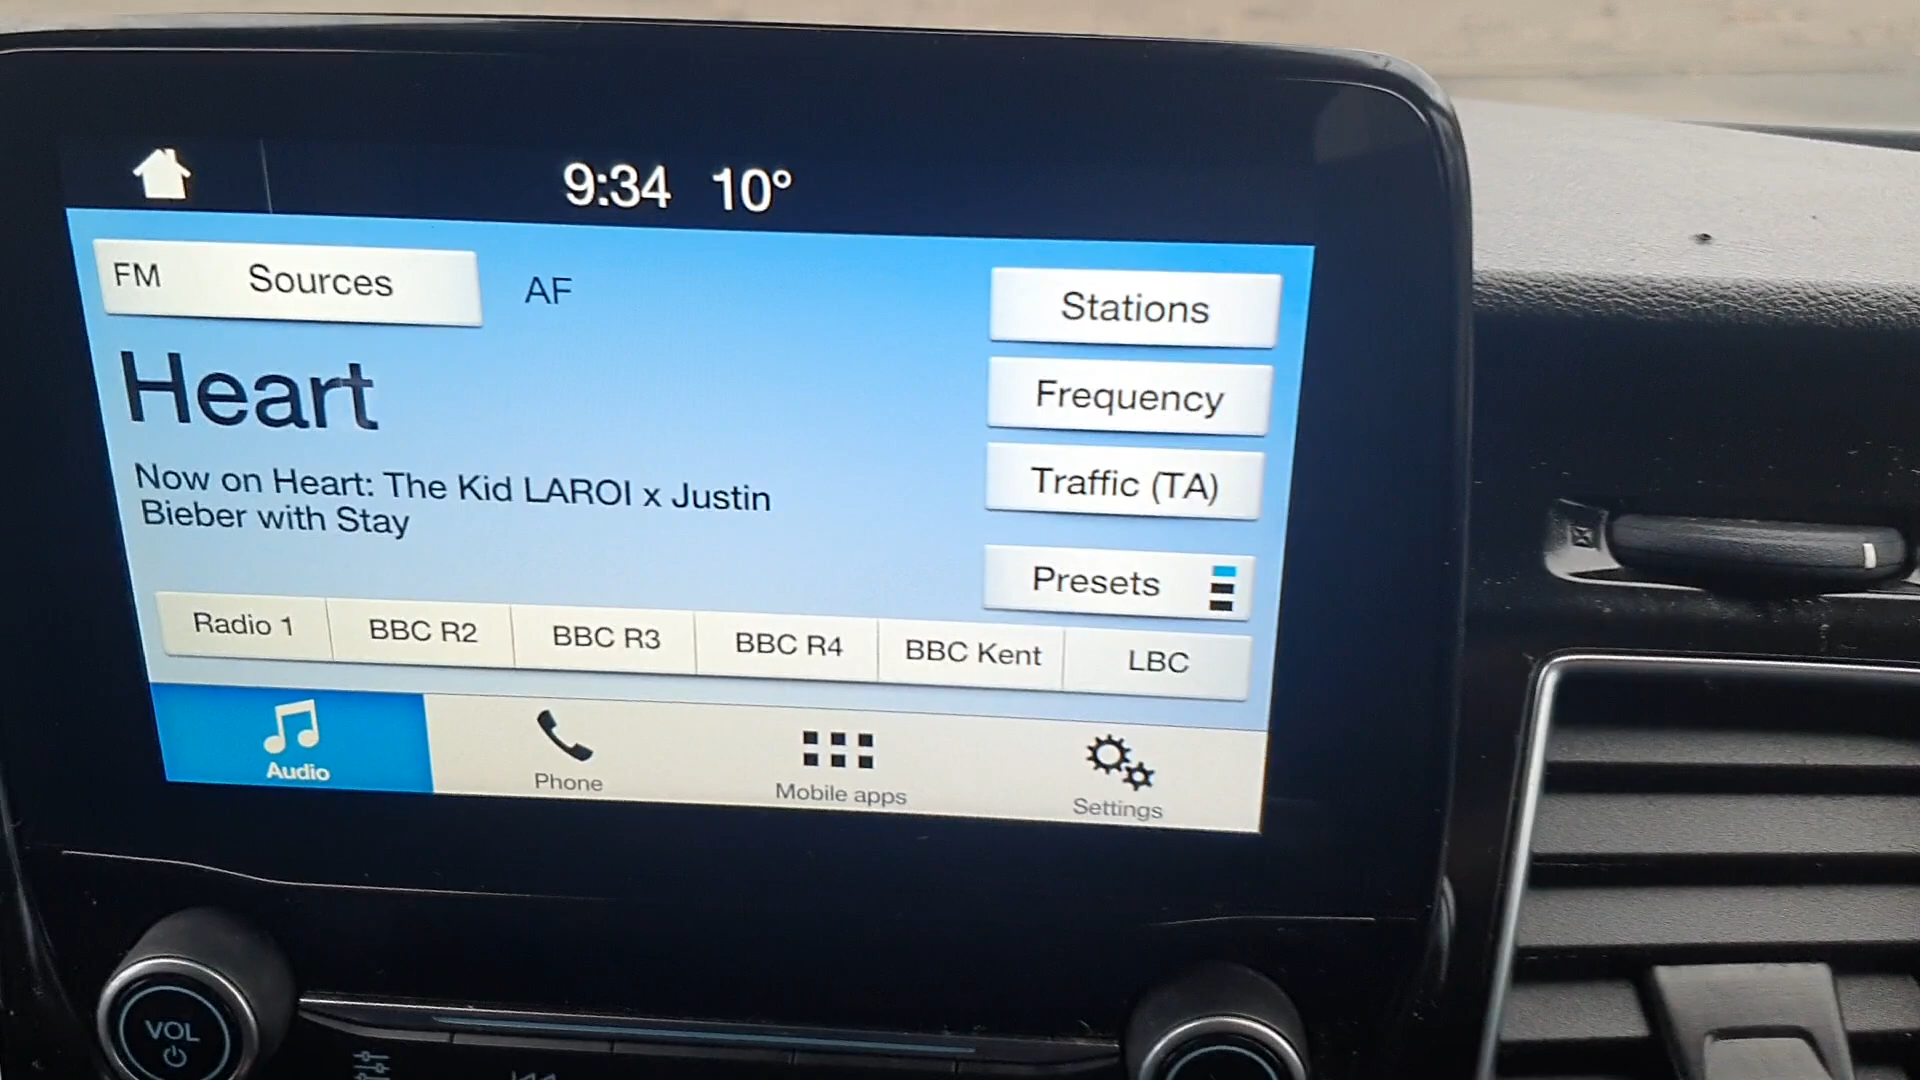 9:34 10°
FM Sources AF
Stations
Heart
Frequency
Now on Heart: The Kid LAROI x Justin
Bieber with Stay
Traffic (TA)
Presets
Radio 1 BBC R2 BBC R3 BBC R4 BBC Kent LBC
Audio Phone Mobile apps Settings
VOL